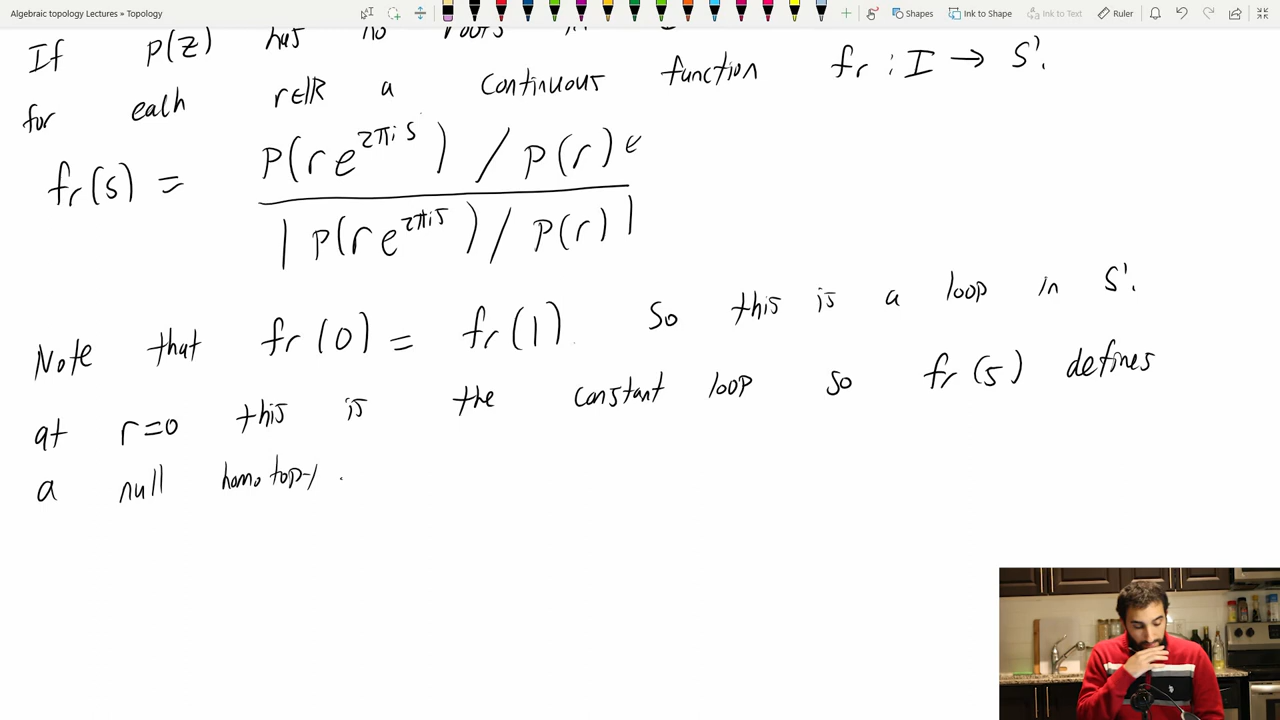 Algebraic topology Lectures » Topology
Shapes Ink to Shape Ink to Text Ruler
If p(z) has no roots in
for each r∈ℝ a continuous function fr : I → S¹.
fr(s) = P(re^{2πis}) / P(r) / |P(re^{2πis}) / P(r)|
Note that fr(0) = fr(1). So this is a loop in S¹.
at r=0 this is the constant loop so fr(s) defines
a null homotopy.